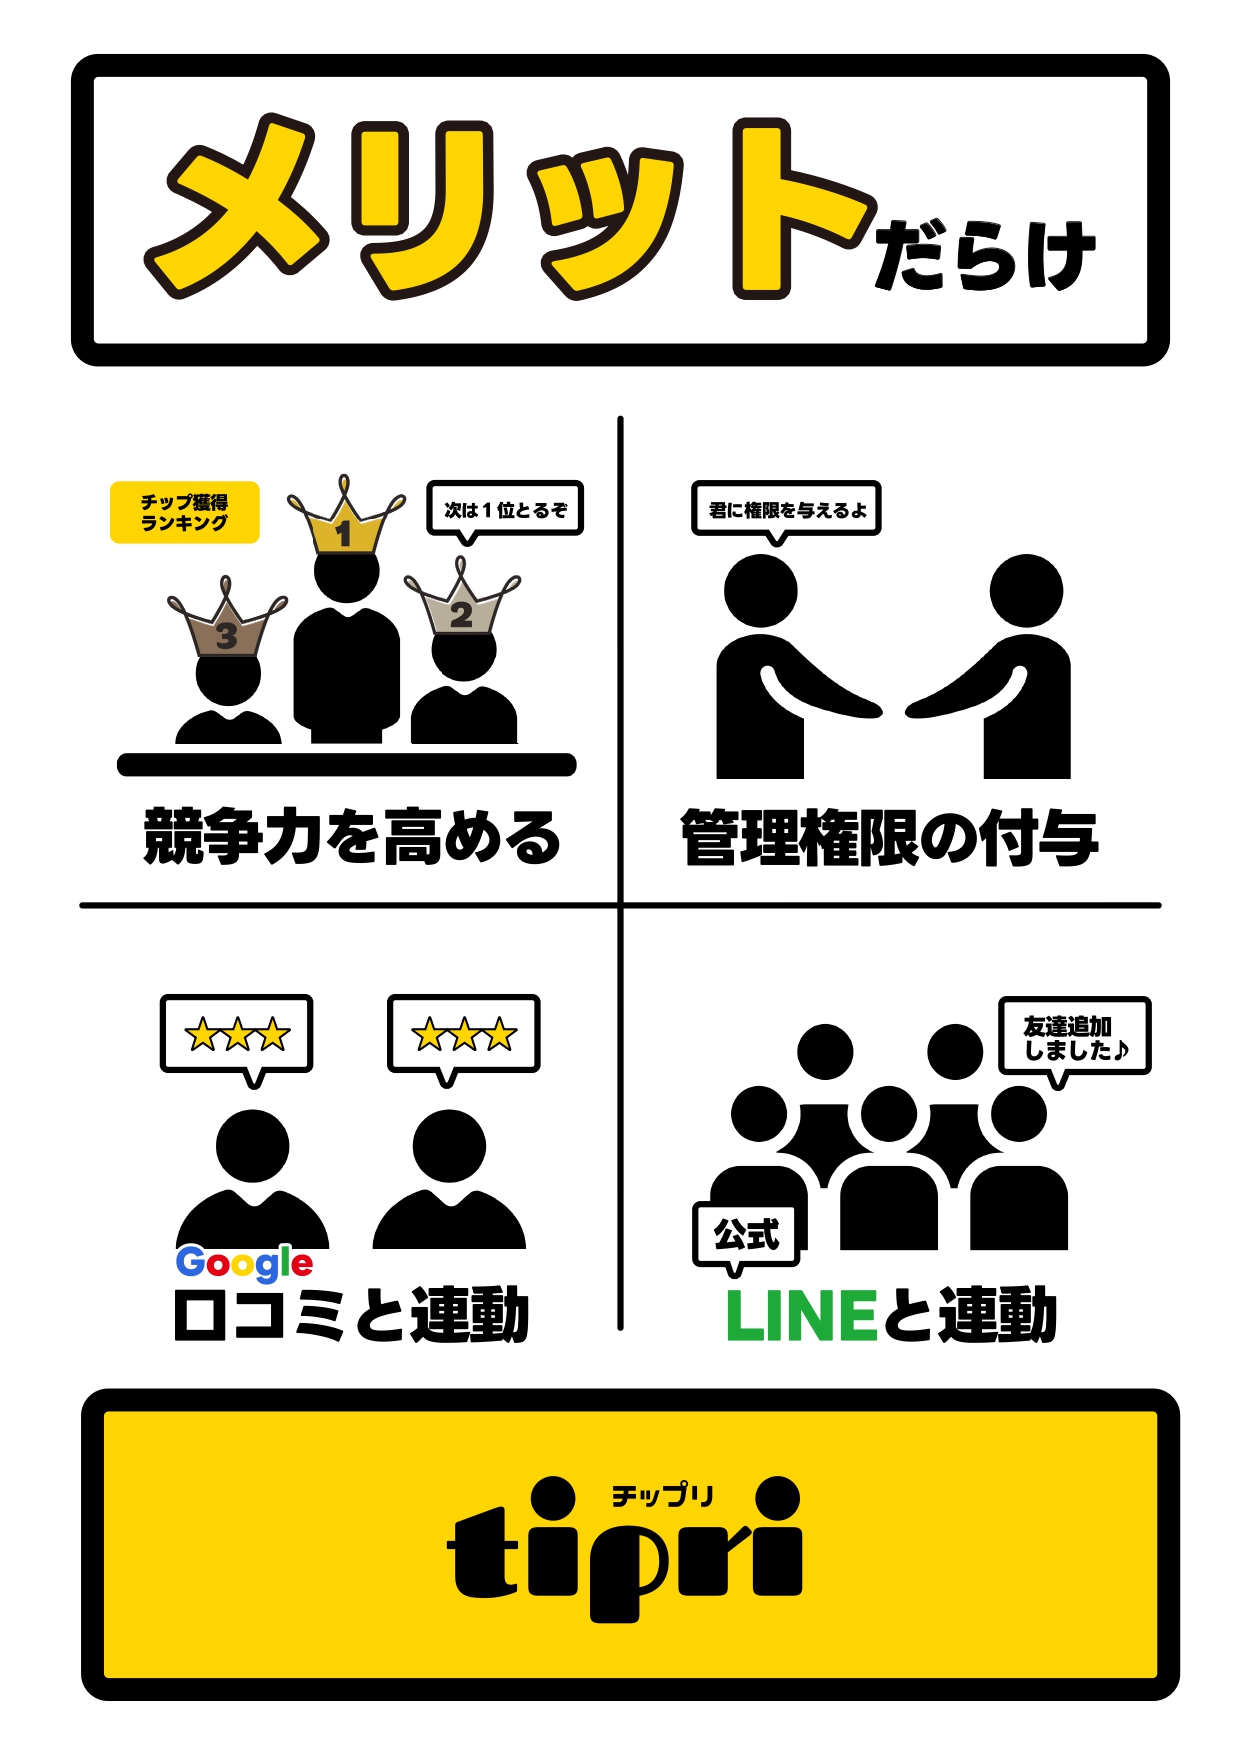 メリットだらけ
チップ獲得
ランキング
1
2
3
次は1位とるぞ
競争力を高める
君に権限を与えるよ
管理権限の付与
Google
口コミと連動
友達追加
しました♪
公式
LINEと連動
チップリ
tipri